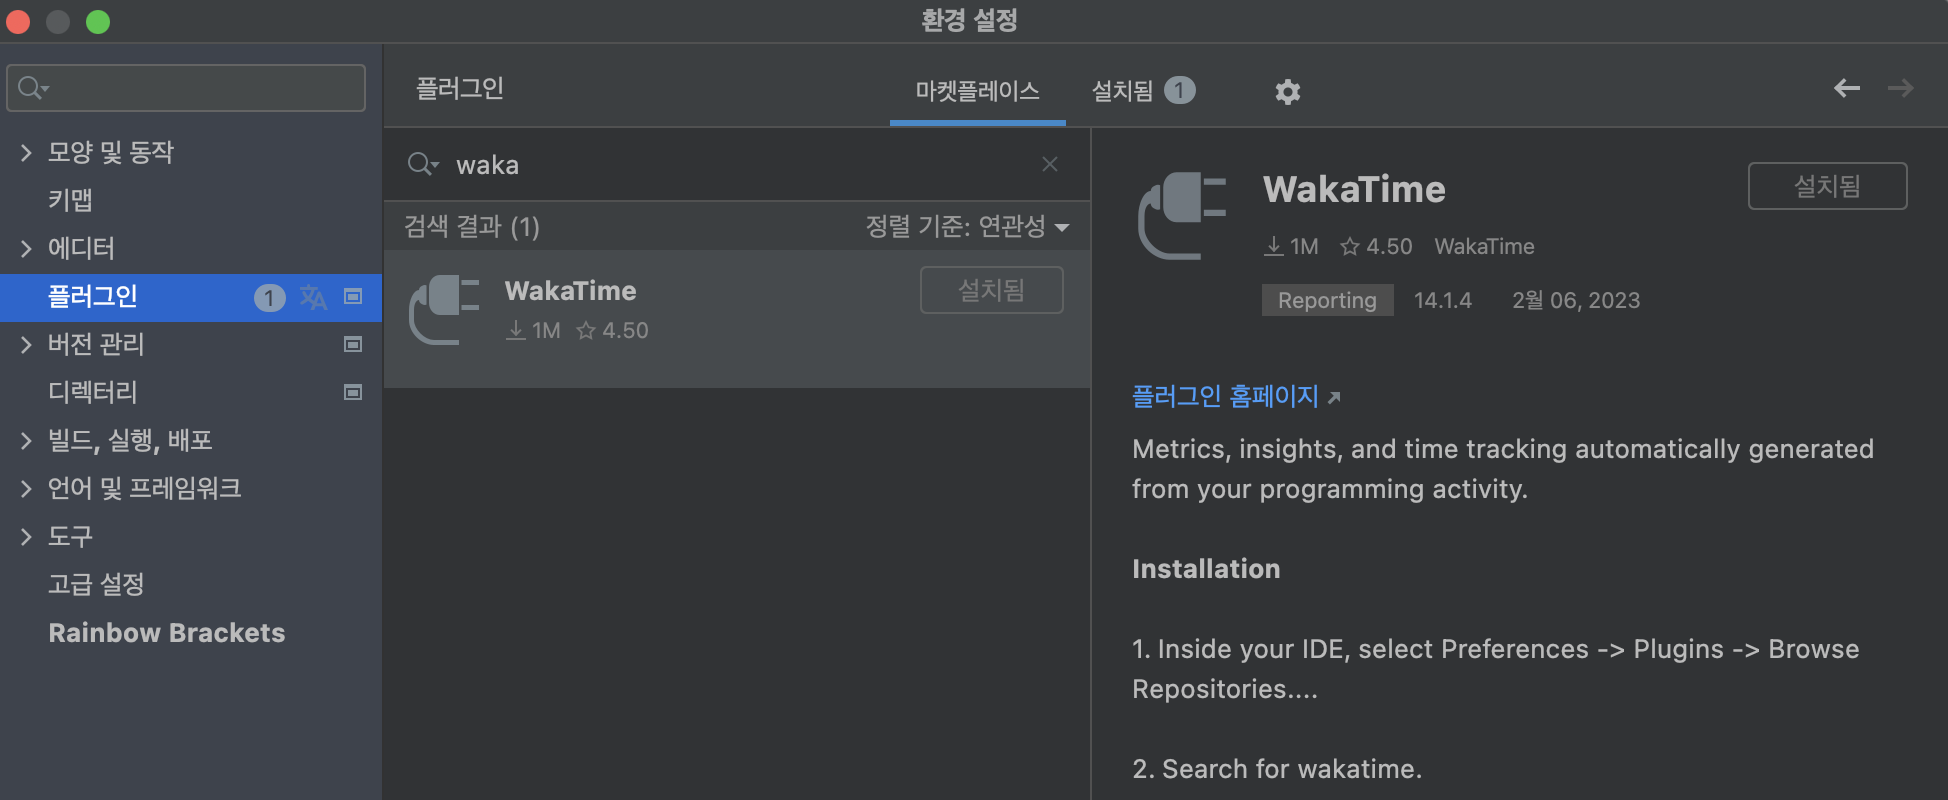 환경 설정
모양 및 동작
키맵
에디터
플러그인 1
버전 관리
디렉터리
빌드, 실행, 배포
언어 및 프레임워크
도구
고급 설정
Rainbow Brackets
플러그인
마켓플레이스 설치됨 1
waka
검색 결과 (1) 정렬 기준: 연관성
WakaTime 설치됨
1M 4.50
WakaTime 설치됨
1M 4.50 WakaTime
Reporting 14.1.4 2월 06, 2023
플러그인 홈페이지
Metrics, insights, and time tracking automatically generated
from your programming activity.
Installation
1. Inside your IDE, select Preferences -> Plugins -> Browse
Repositories....
2. Search for wakatime.